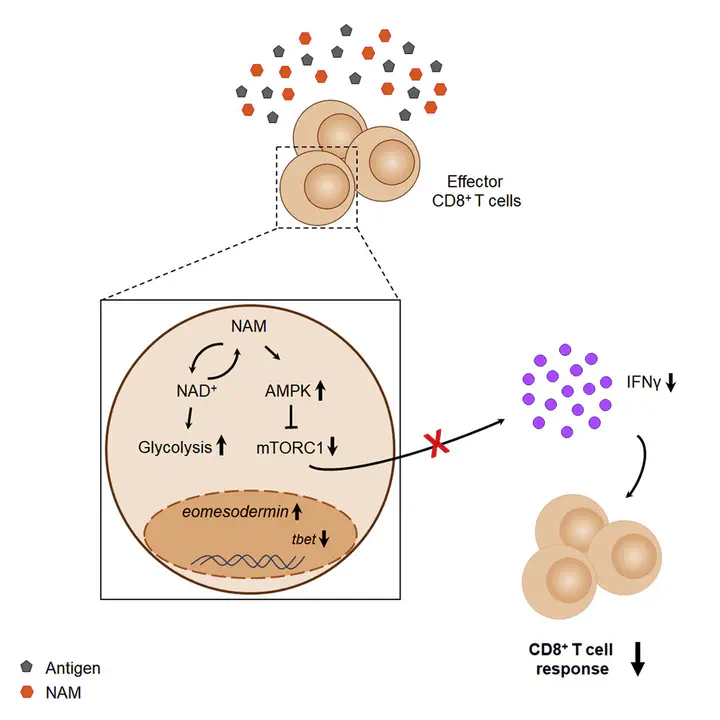 Effector
CD8⁺ T cells
NAM
NAD⁺
AMPK
Glycolysis
mTORC1
IFNγ
eomesodermin
tbet
CD8⁺ T cell
response
Antigen
NAM